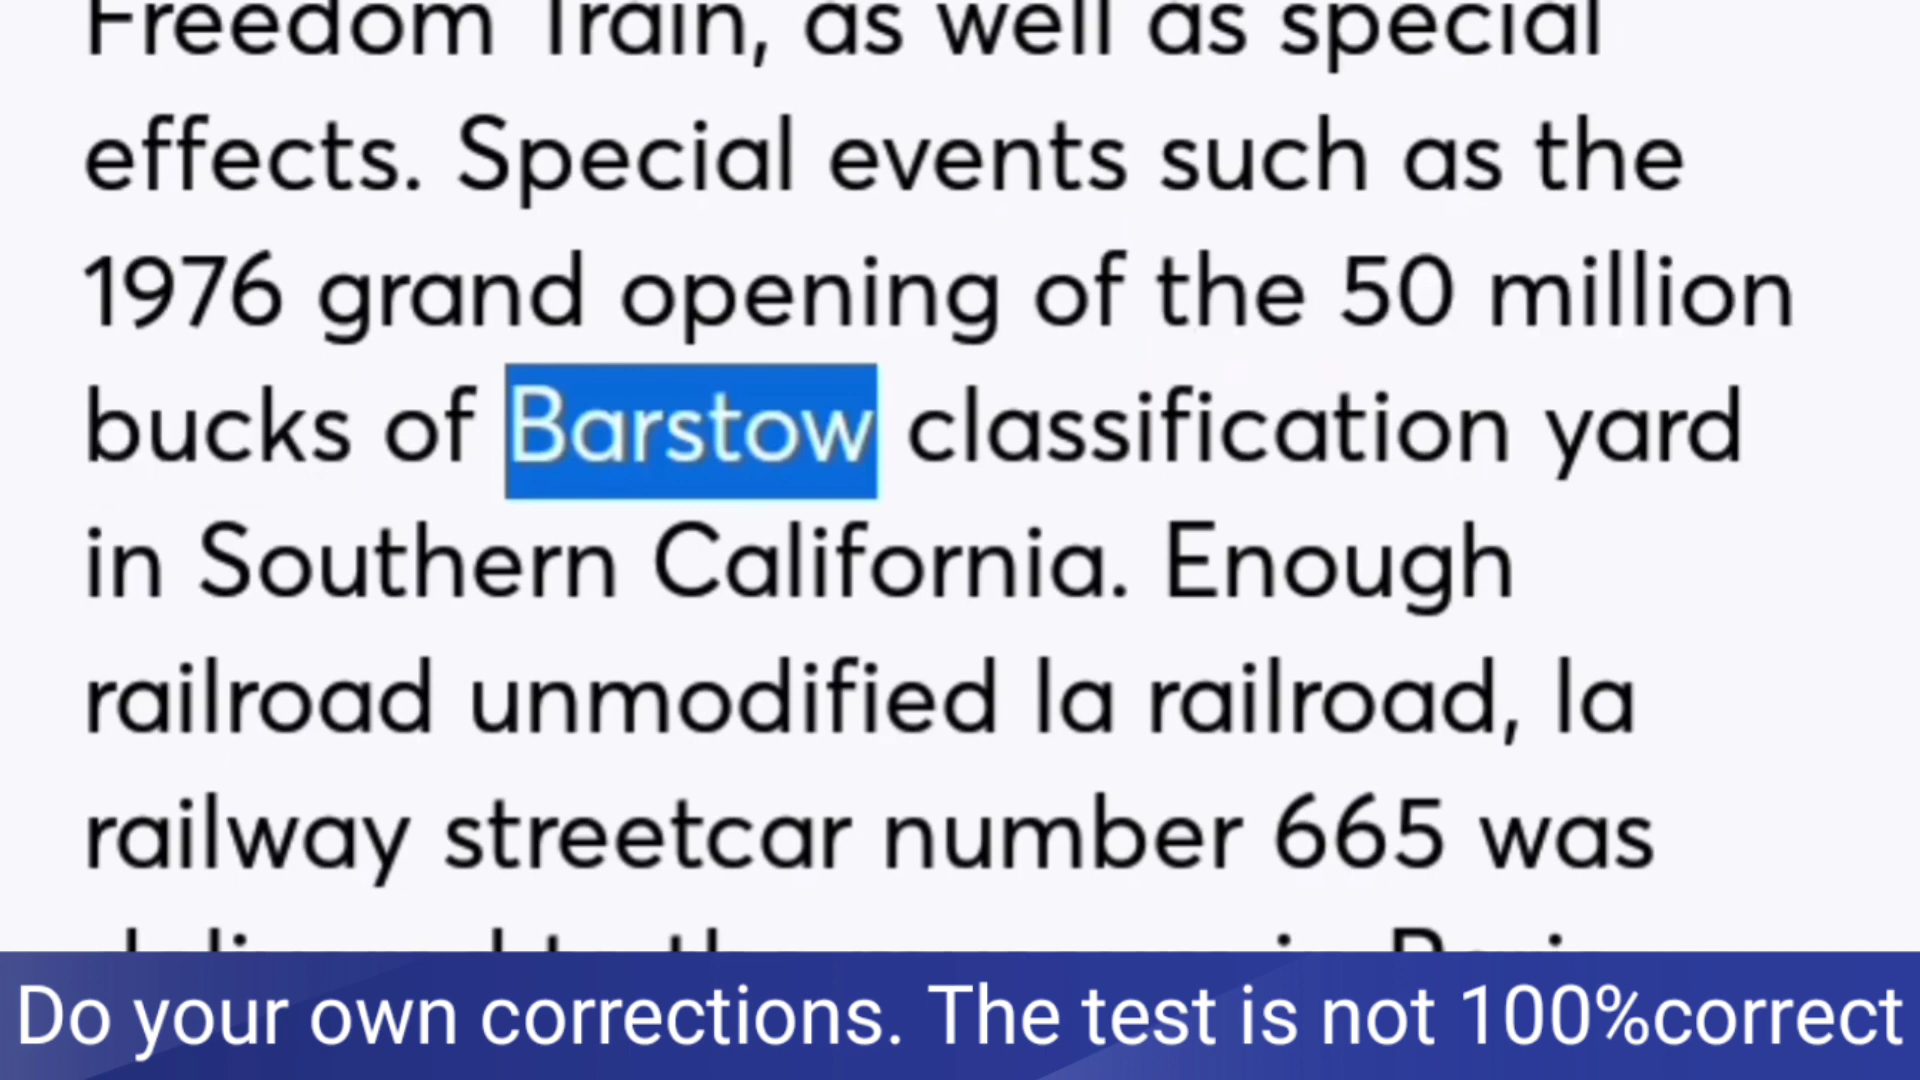 Freedom Train, as well as special
effects. Special events such as the
1976 grand opening of the 50 million
bucks of Barstow classification yard
in Southern California. Enough
railroad unmodified la railroad, la
railway streetcar number 665 was
Do your own corrections. The test is not 100%correct